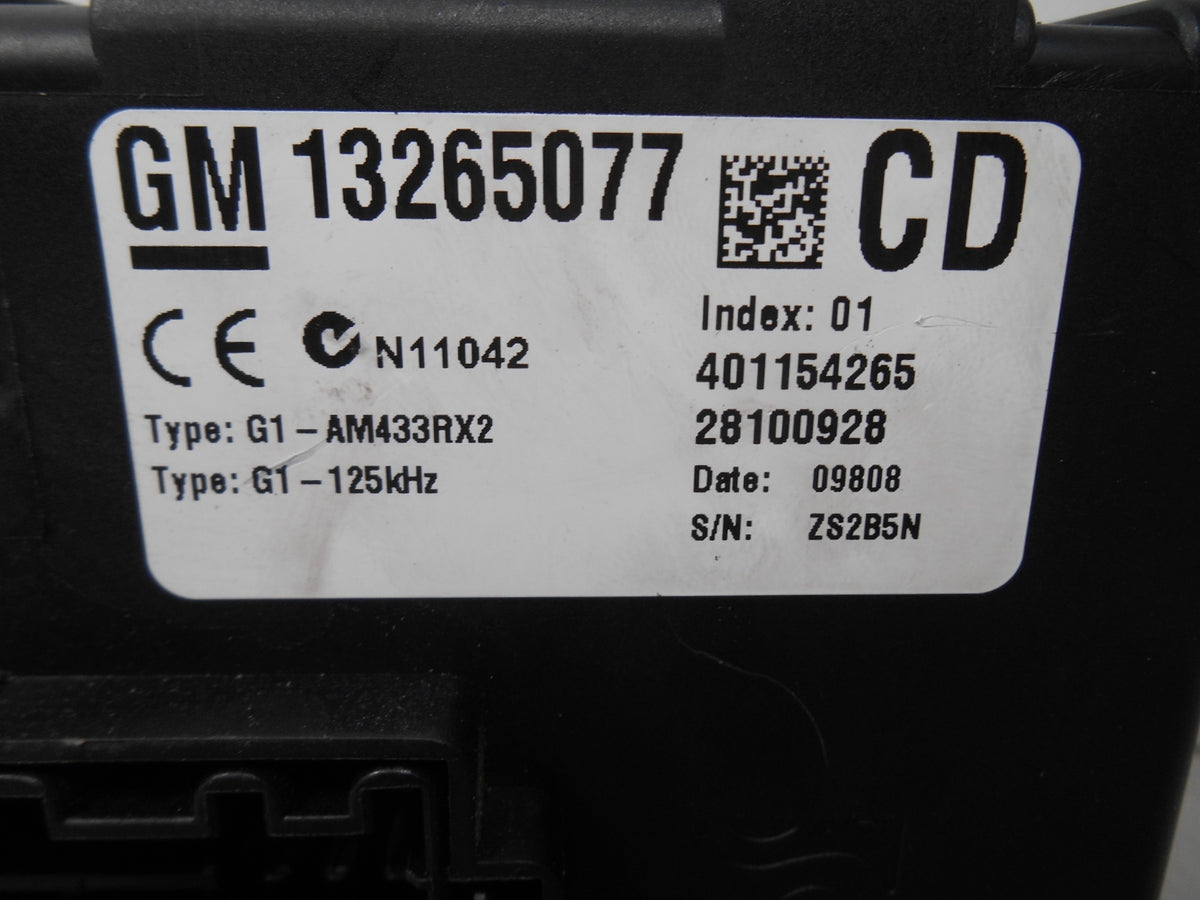 GM 13265077 CD
CE N11042
Type: G1-AM433RX2
Type: G1-125kHz
Index: 01
401154265
28100928
Date: 09808
S/N: ZS2B5N